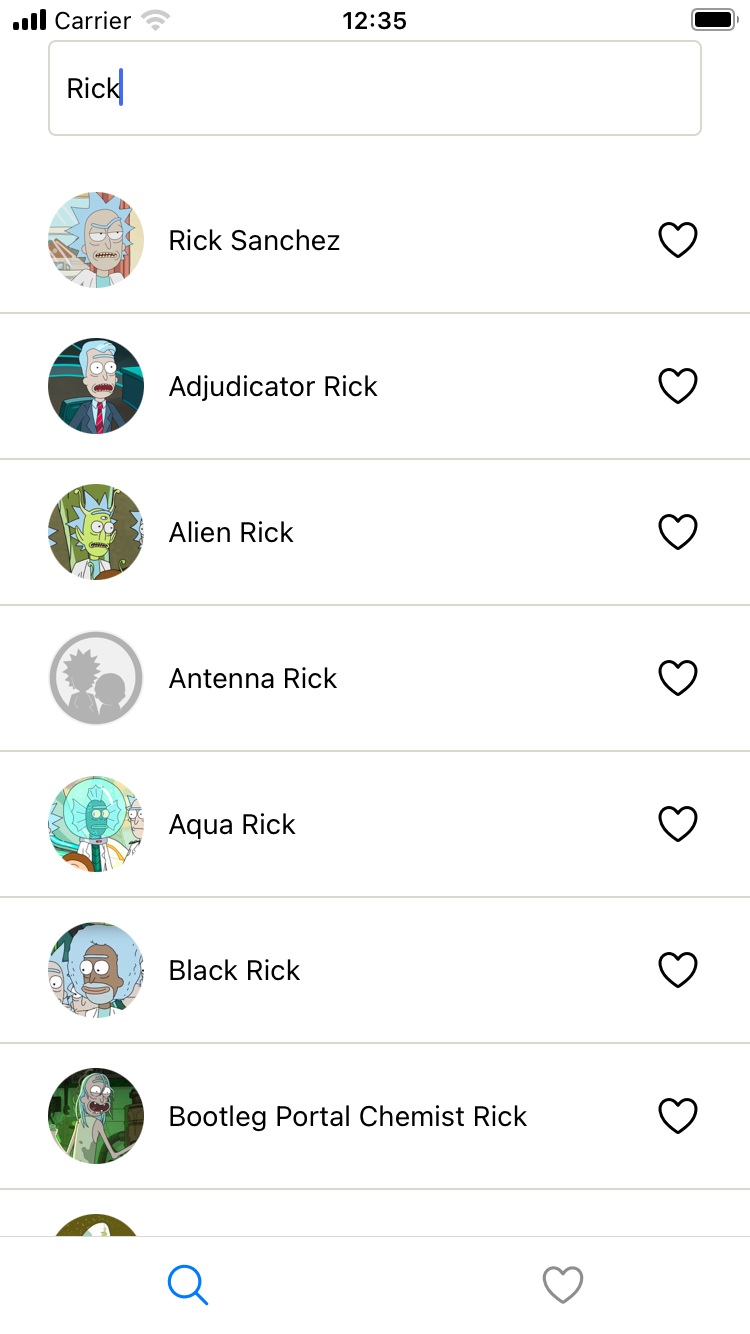 Carrier 12:35
Rick
Rick Sanchez
Adjudicator Rick
Alien Rick
Antenna Rick
Aqua Rick
Black Rick
Bootleg Portal Chemist Rick